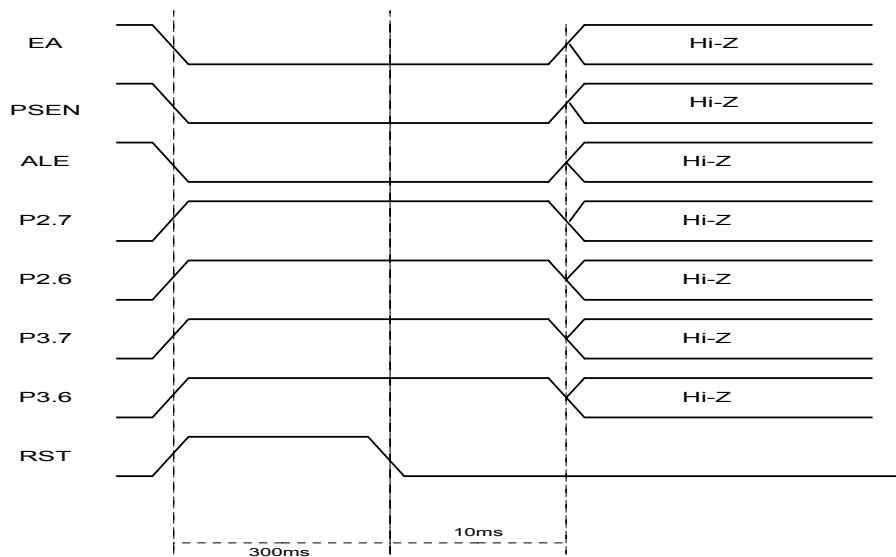 EA Hi-Z
PSEN Hi-Z
ALE Hi-Z
P2.7 Hi-Z
P2.6 Hi-Z
P3.7 Hi-Z
P3.6 Hi-Z
RST
10ms
300ms